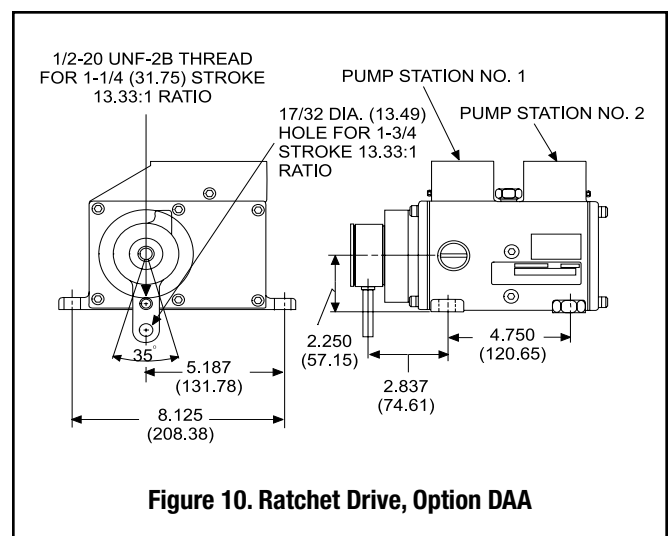 1/2-20 UNF-2B THREAD
FOR 1-1/4 (31.75) STROKE
13.33:1 RATIO
17/32 DIA. (13.49)
HOLE FOR 1-3/4
STROKE 13.33:1
RATIO
PUMP STATION NO. 1
PUMP STATION NO. 2
35°
5.187
(131.78)
8.125
(208.38)
2.250
(57.15)
2.837
(74.61)
4.750
(120.65)
Figure 10. Ratchet Drive, Option DAA